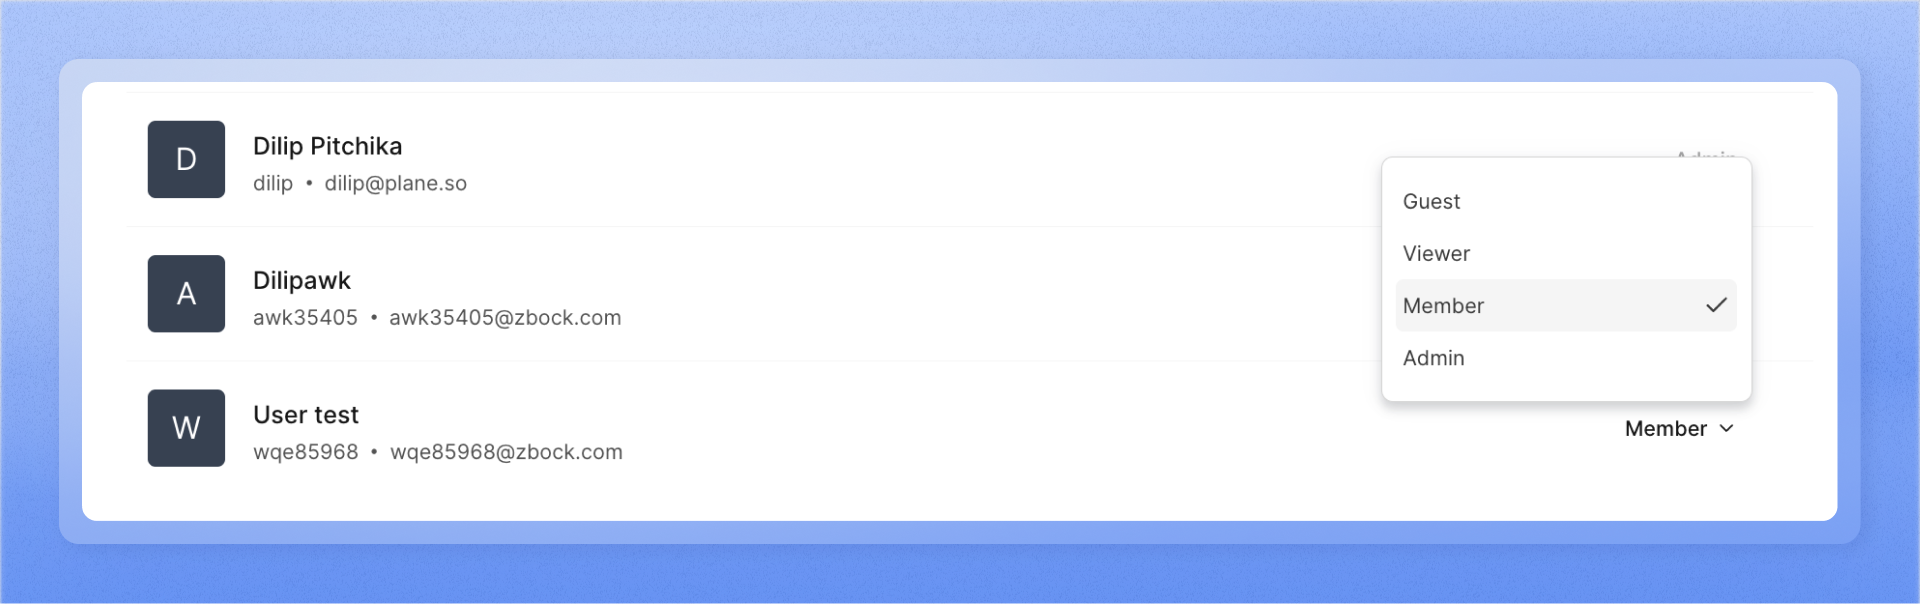 D
Dilip Pitchika
dilip • dilip@plane.so
A
Dilipawk
awk35405 • awk35405@zbock.com
W
User test
wqe85968 • wqe85968@zbock.com
Admin
Guest
Viewer
Member
Admin
Member